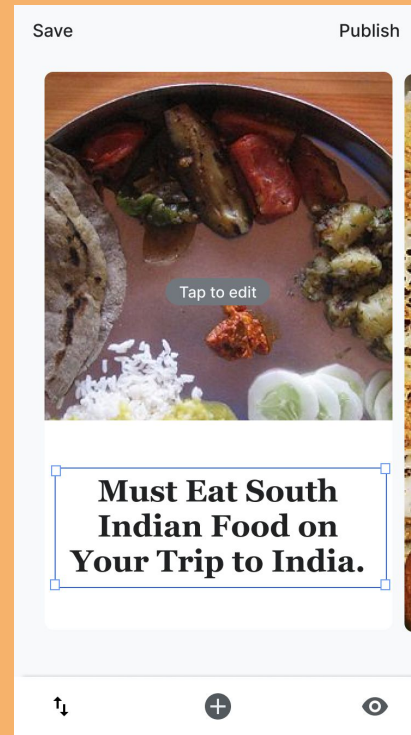 Save Publish
Tap to edit
Must Eat South
Indian Food on
Your Trip to India.